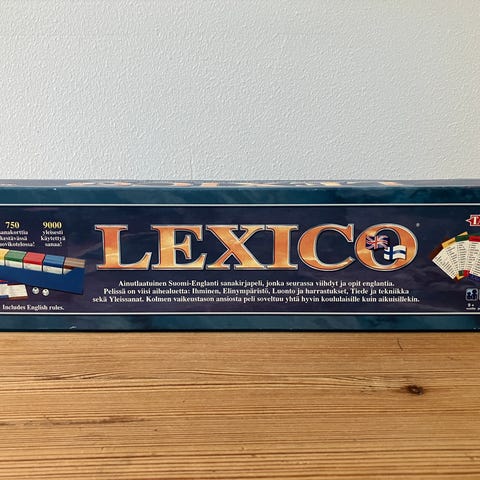 750
sanakorttia
kestävässä
muovikotelossa!
9000
yleisesti
käytettyä
sanaa!
Includes English rules.
LEXICO®
Ainutlaatuinen Suomi-Englanti sanakirjapeli, jonka seurassa viihdyt ja opit englantia.
Pelissä on viisi aihealuetta: Ihminen, Elinympäristö, Luonto ja harrastukset, Tiede ja tekniikka
sekä Yleissanat. Kolmen vaikeustason ansiosta peli soveltuu yhtä hyvin koululaisille kuin aikuisillekin.